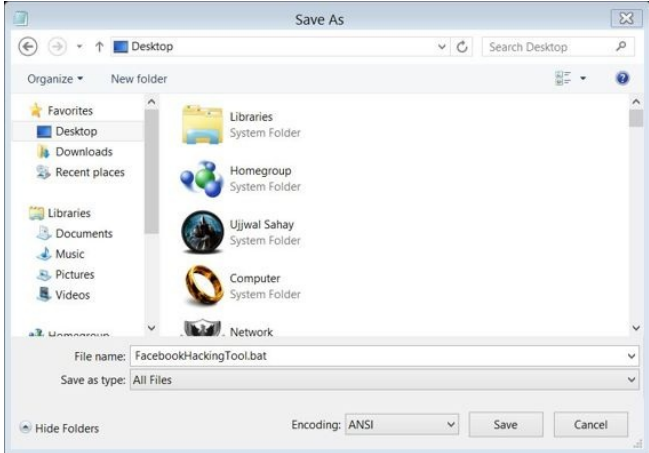 Save As
Desktop
Search Desktop
Organize
New folder
Favorites
Desktop
Downloads
Recent places
Libraries
Documents
Music
Pictures
Videos
Homegroup
Libraries
System Folder
Homegroup
System Folder
Ujjwal Sahay
System Folder
Computer
System Folder
Network
File name: FacebookHackingTool.bat
Save as type: All Files
Hide Folders
Encoding: ANSI
Save
Cancel